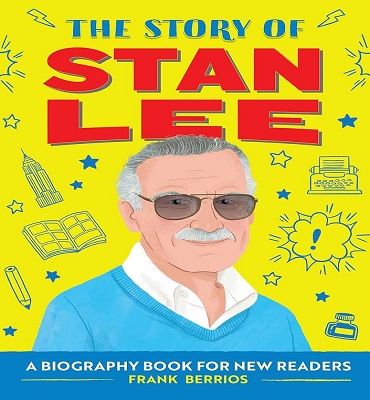 THE STORY OF
STAN
LEE
A BIOGRAPHY BOOK FOR NEW READERS
FRANK BERRIOS